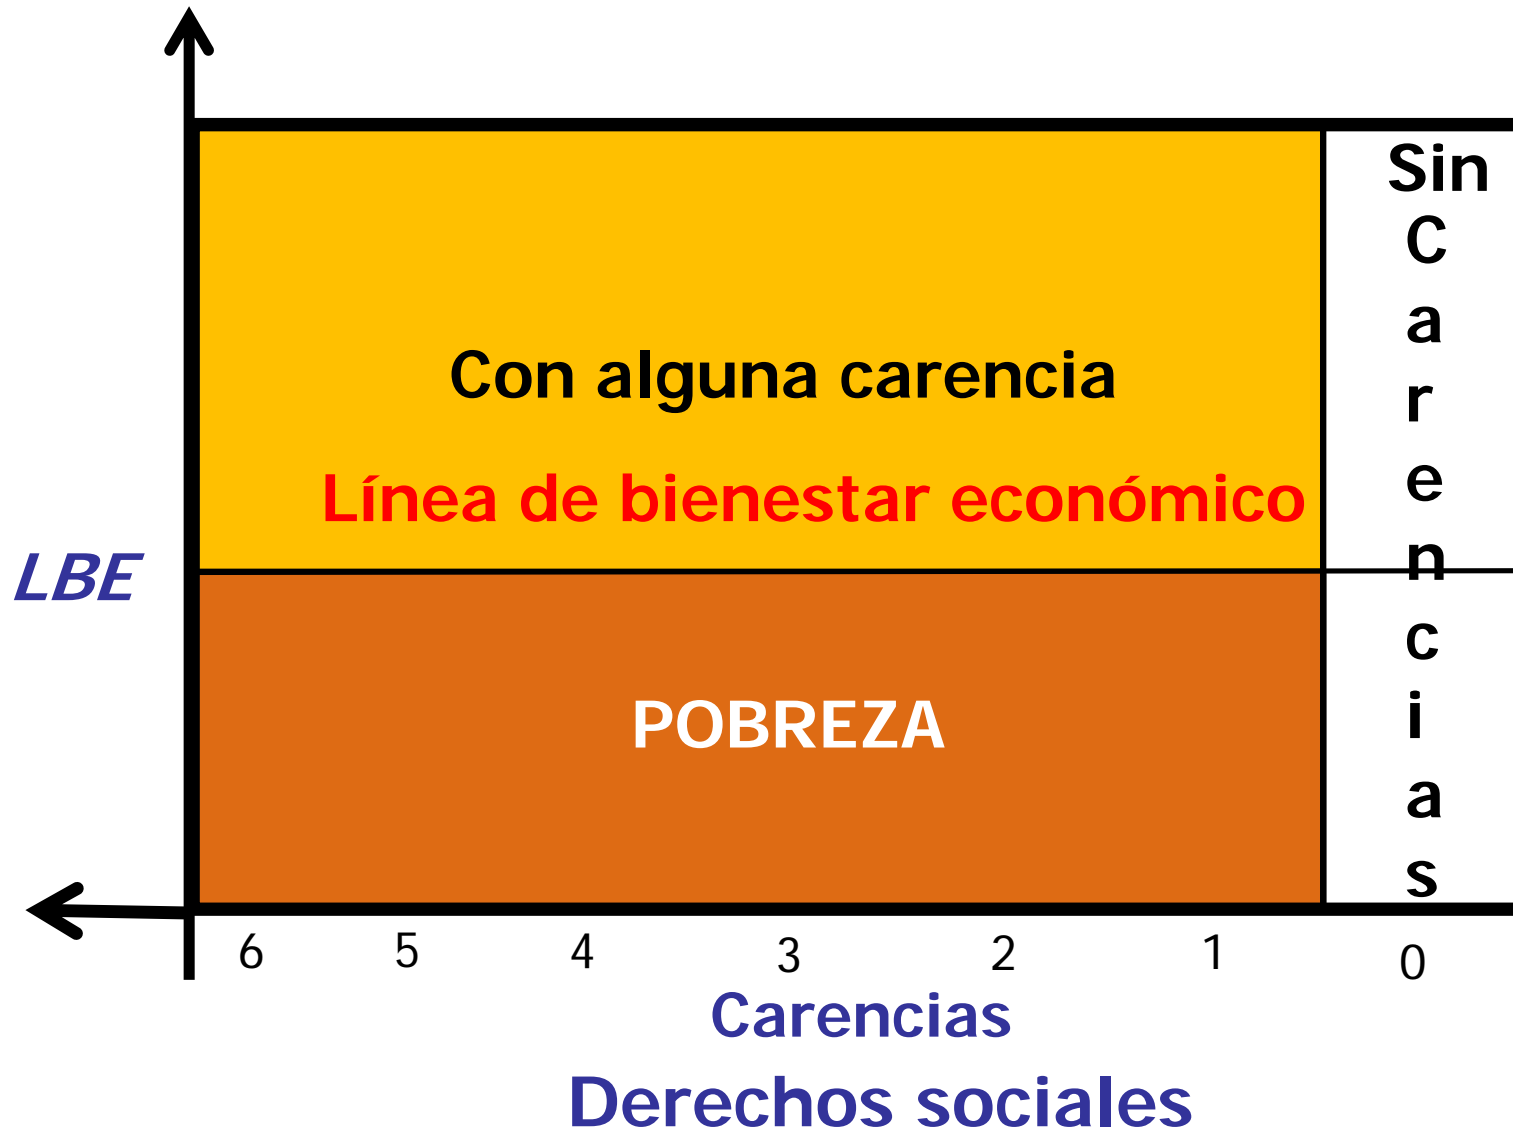 Sin
C
a
r
e
n
c
i
a
s
Con alguna carencia
Línea de bienestar económico
LBE
POBREZA
6 5 4 3 2 1 0
Carencias
Derechos sociales